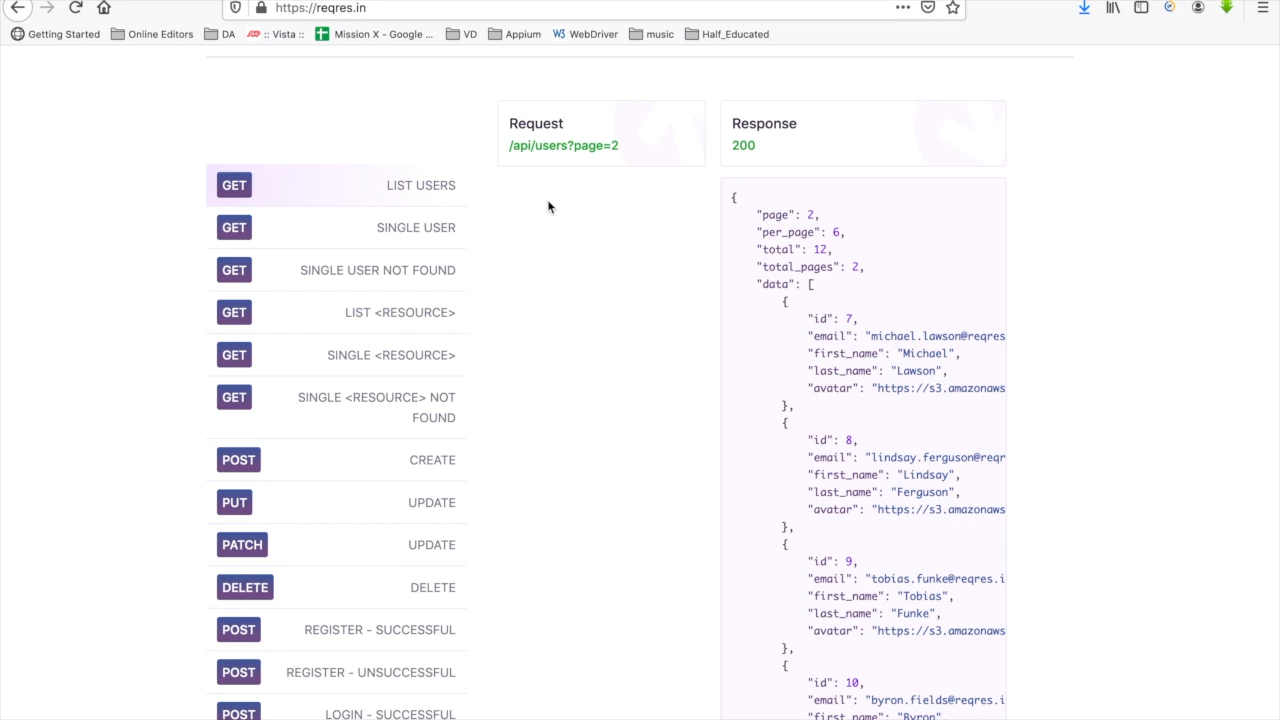 https://reqres.in
Getting Started Online Editors DA :: Vista :: Mission X - Google ... VD Appium W3 WebDriver music Half_Educated
Request
/api/users?page=2
Response
200
GET LIST USERS
GET SINGLE USER
GET SINGLE USER NOT FOUND
GET LIST <RESOURCE>
GET SINGLE <RESOURCE>
GET SINGLE <RESOURCE> NOT
FOUND
POST CREATE
PUT UPDATE
PATCH UPDATE
DELETE DELETE
POST REGISTER - SUCCESSFUL
POST REGISTER - UNSUCCESSFUL
POST LOGIN - SUCCESSFUL
{
"page": 2,
"per_page": 6,
"total": 12,
"total_pages": 2,
"data": [
{
"id": 7,
"email": "michael.lawson@reqres
"first_name": "Michael",
"last_name": "Lawson",
"avatar": "https://s3.amazonaws
},
{
"id": 8,
"email": "lindsay.ferguson@reqr
"first_name": "Lindsay",
"last_name": "Ferguson",
"avatar": "https://s3.amazonaws
},
{
"id": 9,
"email": "tobias.funke@reqres.i
"first_name": "Tobias",
"last_name": "Funke",
"avatar": "https://s3.amazonaws
},
{
"id": 10,
"email": "byron.fields@reqres.i
"first_name": "Byron",